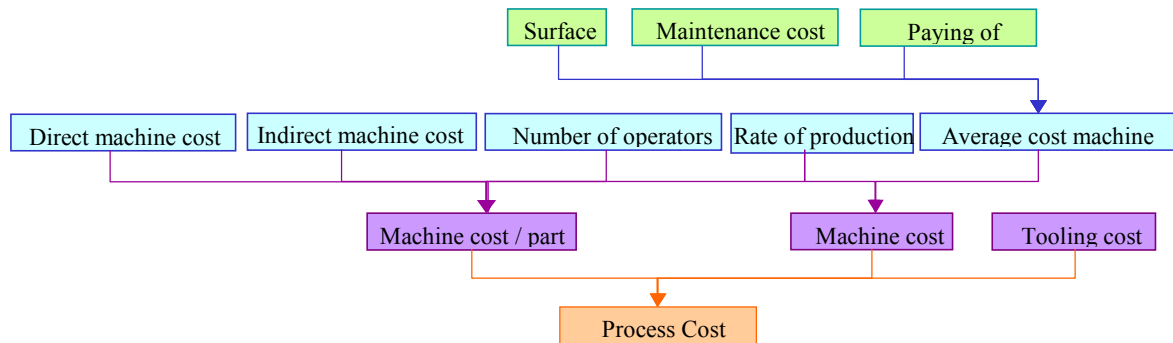 Surface
Maintenance cost
Paying of
Direct machine cost
Indirect machine cost
Number of operators
Rate of production
Average cost machine
Machine cost / part
Machine cost
Tooling cost
Process Cost